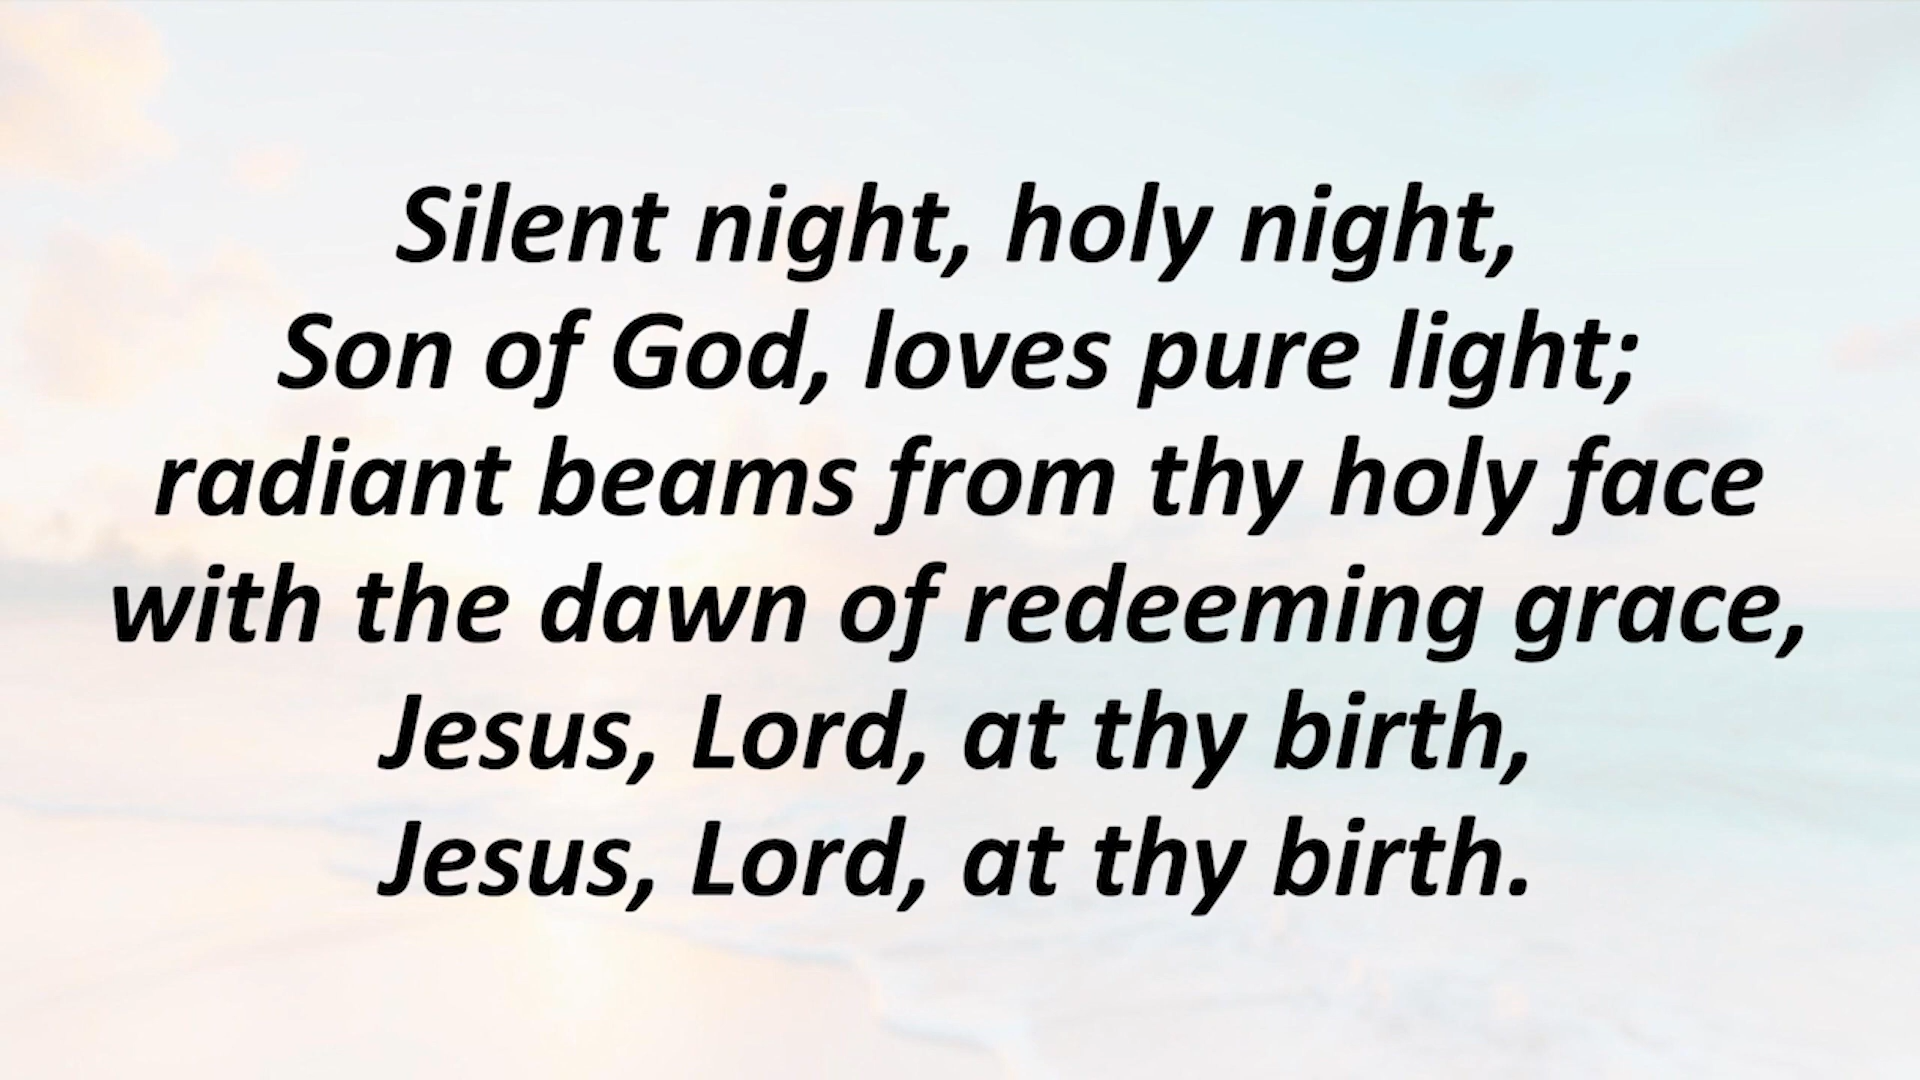 Silent night, holy night,
Son of God, loves pure light;
radiant beams from thy holy face
with the dawn of redeeming grace,
Jesus, Lord, at thy birth,
Jesus, Lord, at thy birth.